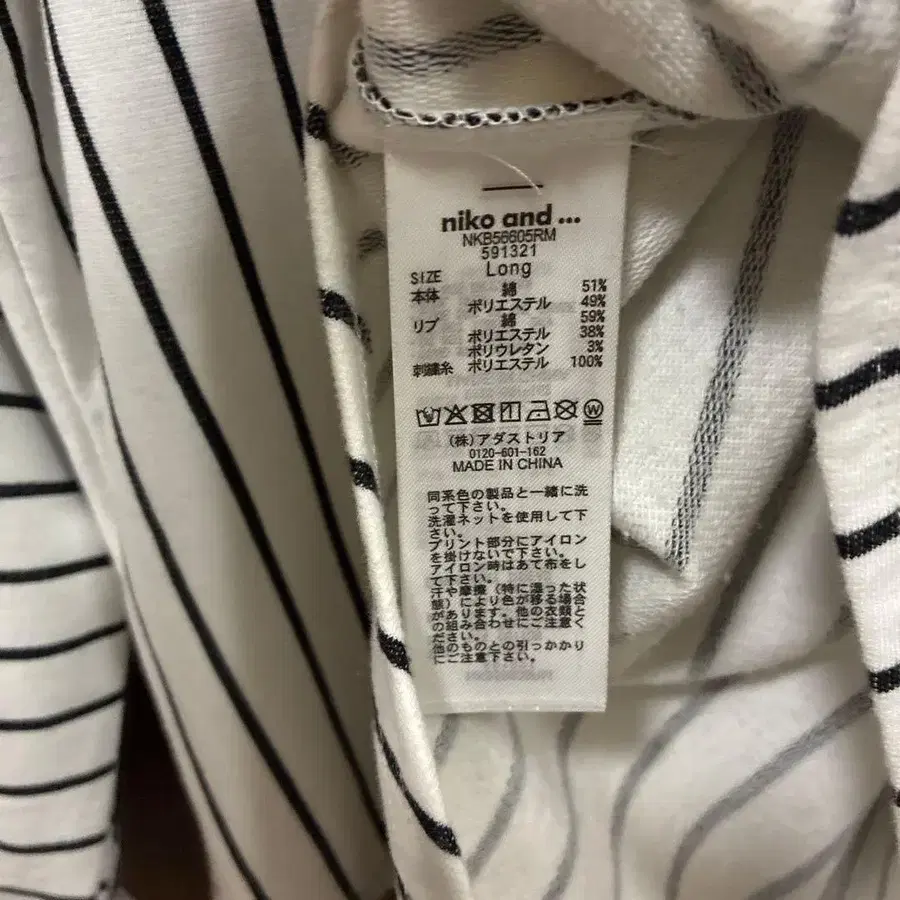 niko and ...
NKB56605RM
591321
SIZE Long
本体 綿 51%
ポリエステル 49%
リブ 綿 59%
ポリエステル 38%
ポリウレタン 3%
刺繍糸 ポリエステル 100%
(株)アダストリア
0120-601-162
MADE IN CHINA
同系色の製品と一緒に洗
って下さい。
洗濯ネットを使用して下
さい。
プリント部分にアイロン
を掛けないで下さい。
アイロン時はあて布をし
て下さい。
汗や摩擦(特に湿った状
態)により色が移る場合
があります。他の衣類と
の組み合わせにご注意く
ださい。
他のものとの引っかかり
にご注意下さい。